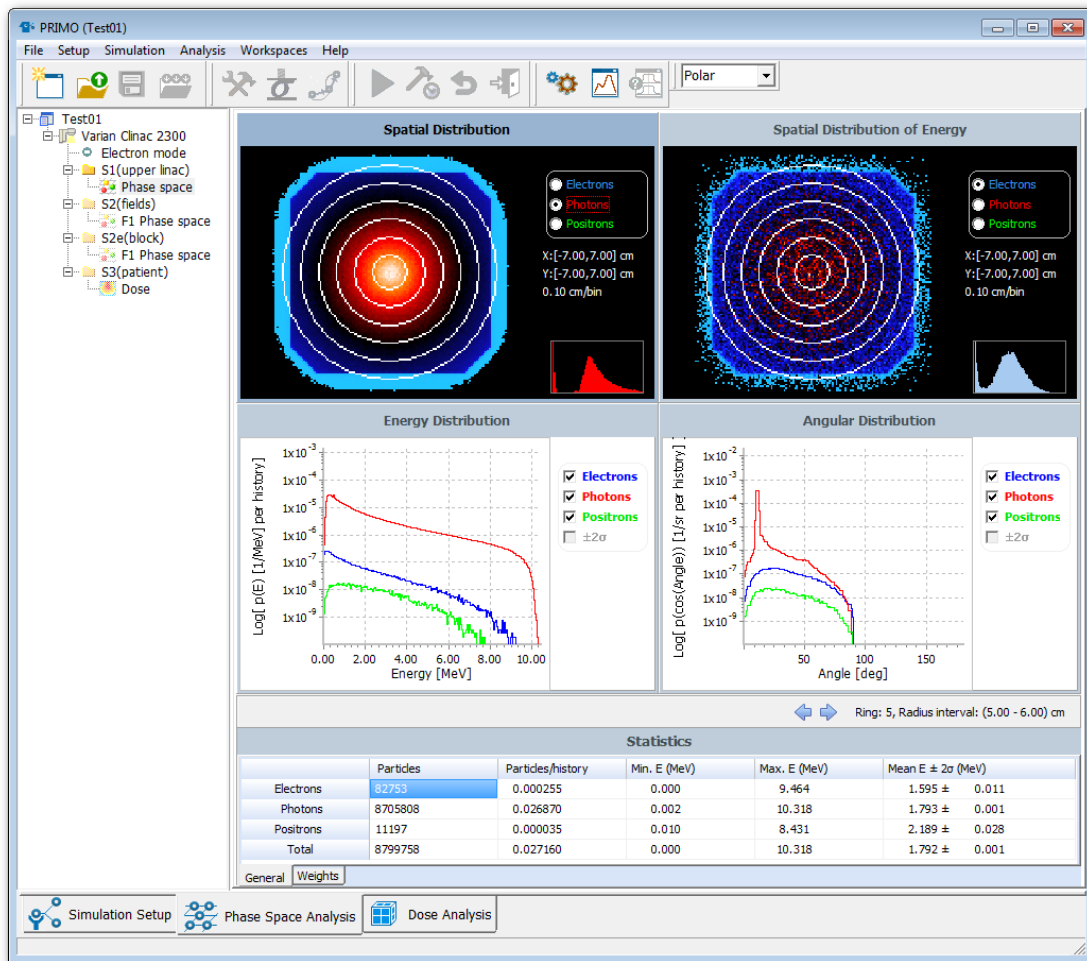 PRIMO (Test01)
File Setup Simulation Analysis Workspaces Help
Polar
Test01
Varian Clinac 2300
Electron mode
S1(upper linac)
Phase space
S2(fields)
F1 Phase space
S2e(block)
F1 Phase space
S3(patient)
Dose
Spatial Distribution
Electrons
Photons
Positrons
X:[-7.00,7.00] cm
Y:[-7.00,7.00] cm
0.10 cm/bin
Spatial Distribution of Energy
Electrons
Photons
Positrons
X:[-7.00,7.00] cm
Y:[-7.00,7.00] cm
0.10 cm/bin
Energy Distribution
Log[ p(E) [1/MeV] per history]
1x10-3
1x10-4
1x10-5
1x10-6
1x10-7
1x10-8
1x10-9
0.00 2.00 4.00 6.00 8.00 10.00
Energy [MeV]
Electrons
Photons
Positrons
±2σ
Angular Distribution
Log[ p(cos(Angle)) [1/sr per history] ]
1x10-2
1x10-3
1x10-4
1x10-5
1x10-6
1x10-7
1x10-8
1x10-9
50 100 150
Angle [deg]
Electrons
Photons
Positrons
±2σ
Ring: 5, Radius interval: (5.00 - 6.00) cm
Statistics
Particles Particles/history Min. E (MeV) Max. E (MeV) Mean E ± 2σ (MeV)
Electrons 82753 0.000255 0.000 9.464 1.595 ± 0.011
Photons 8705808 0.026870 0.002 10.318 1.793 ± 0.001
Positrons 11197 0.000035 0.010 8.431 2.189 ± 0.028
Total 8799758 0.027160 0.000 10.318 1.792 ± 0.001
General Weights
Simulation Setup Phase Space Analysis Dose Analysis